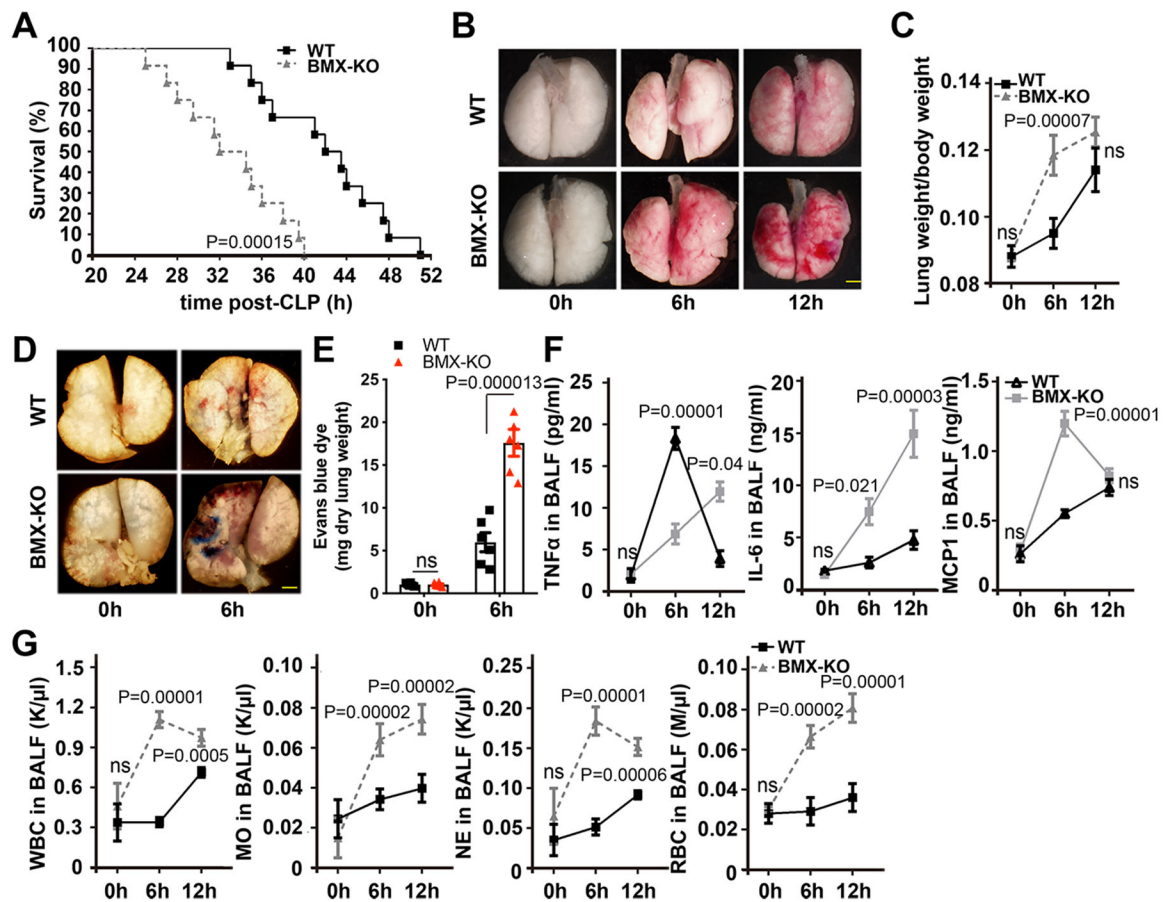 A
Survival (%)
100
90
80
70
60
50
40
30
20
10
0
WT
BMX-KO
P=0.00015
20 24 28 32 36 40 44 48 52
time post-CLP (h)
B
WT
BMX-KO
0h 6h 12h
C
Lung weight/body weight
0.14
0.12
0.10
0.08
WT
BMX-KO
P=0.00007
ns
ns
0h 6h 12h
D
WT
BMX-KO
0h 6h
E
Evans blue dye
(mg dry lung weight)
25
20
15
10
5
0
WT
BMX-KO
P=0.000013
ns
0h 6h
F
TNFα in BALF (pg/ml)
25
20
15
10
5
0
P=0.00001
P=0.04
ns
0h 6h 12h
IL-6 in BALF (ng/ml)
20
15
10
5
0
P=0.00003
P=0.021
ns
0h 6h 12h
MCP1 in BALF (ng/ml)
1.5
1.0
0.5
0.0
WT
BMX-KO
P=0.00001
ns
ns
0h 6h 12h
G
WBC in BALF (K/µl)
1.5
1.2
0.9
0.6
0.3
0
P=0.00001
P=0.0005
ns
0h 6h 12h
MO in BALF (K/µl)
0.10
0.08
0.06
0.04
0.02
0
P=0.00002
P=0.00002
0h 6h 12h
NE in BALF (K/µl)
0.25
0.20
0.15
0.10
0.05
0
P=0.00001
P=0.00006
ns
0h 6h 12h
RBC in BALF (M/µl)
0.10
0.08
0.06
0.04
0.02
0
WT
BMX-KO
P=0.00001
P=0.00002
ns
0h 6h 12h